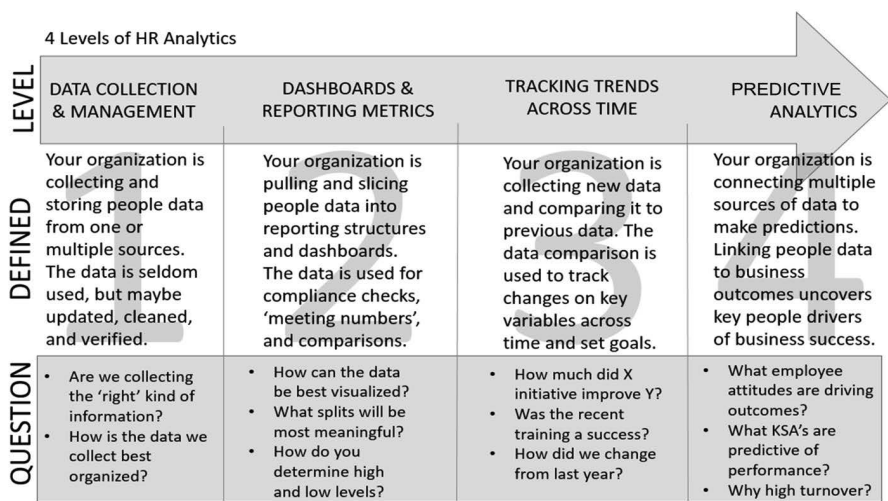 4 Levels of HR Analytics
LEVEL
DATA COLLECTION
& MANAGEMENT
DASHBOARDS &
REPORTING METRICS
TRACKING TRENDS
ACROSS TIME
PREDICTIVE
ANALYTICS
DEFINED
1
Your organization is
collecting and
storing people data
from one or
multiple sources.
The data is seldom
used, but maybe
updated, cleaned,
and verified.
2
Your organization is
pulling and slicing
people data into
reporting structures
and dashboards.
The data is used for
compliance checks,
‘meeting numbers’,
and comparisons.
3
Your organization is
collecting new data
and comparing it to
previous data. The
data comparison is
used to track
changes on key
variables across
time and set goals.
4
Your organization is
connecting multiple
sources of data to
make predictions.
Linking people data
to business
outcomes uncovers
key people drivers
of business success.
QUESTION
• Are we collecting
the ‘right’ kind of
information?
• How is the data we
collect best
organized?
• How can the data
be best visualized?
• What splits will be
most meaningful?
• How do you
determine high
and low levels?
• How much did X
initiative improve Y?
• Was the recent
training a success?
• How did we change
from last year?
• What employee
attitudes are driving
outcomes?
• What KSA’s are
predictive of
performance?
• Why high turnover?